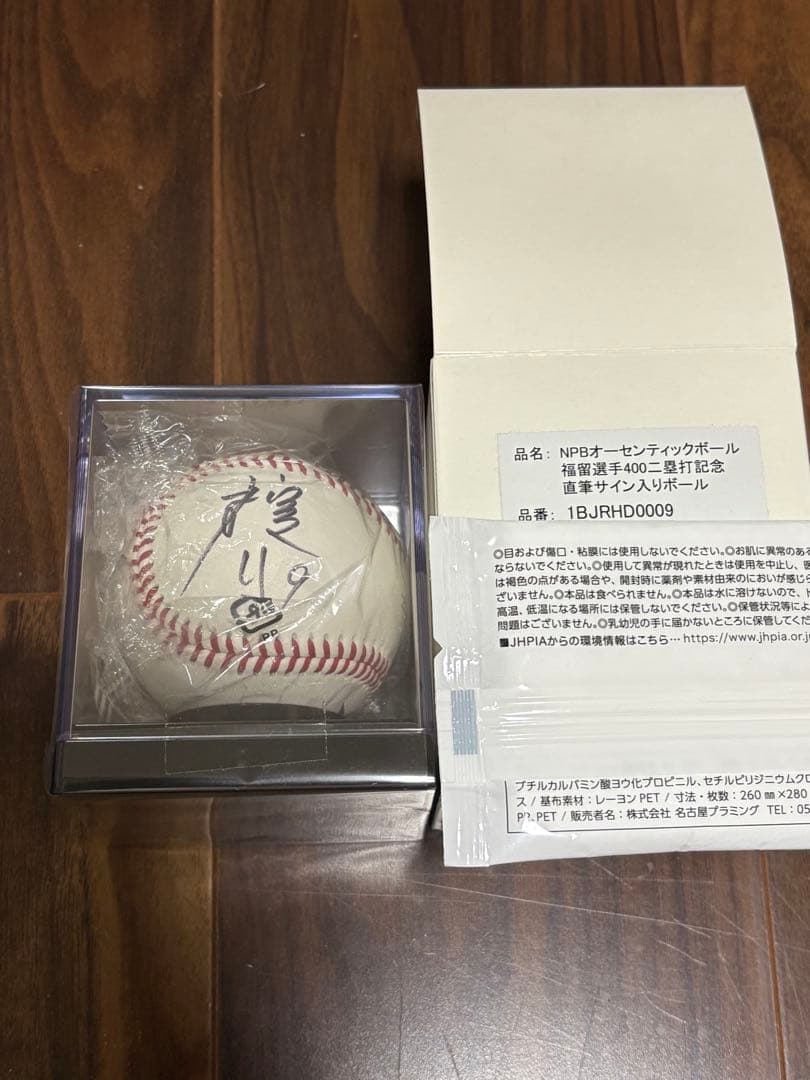 9
PP
品名: NPBオーセンティックボール
福留選手400二塁打記念
直筆サイン入りボール
品番: 1BJRHD0009
◎目および傷口・粘膜には使用しないでください。◎お肌に異常のある
ならないでください。◎使用して異常が現れたときは使用を中止し、医
は褐色の点がある場合や、開封時に薬剤や素材由来のにおいが感じら
ざいません。◎本品は食べられません。◎本品は水に溶けないので、ト
高温、低温になる場所には保管しないでください。◎保管状況等によ
問題はございません。◎乳幼児の手に届かないところに保管してくだ
■JHPIAからの環境情報はこちら…https://www.jhpia.or.j
ブチルカルバミン酸ヨウ化プロピニル、セチルピリジニウムクロ
ス / 基布素材：レーヨン PET / 寸法・枚数：260 ㎜×280
PP、PET / 販売者名：株式会社 名古屋プラミング TEL：05